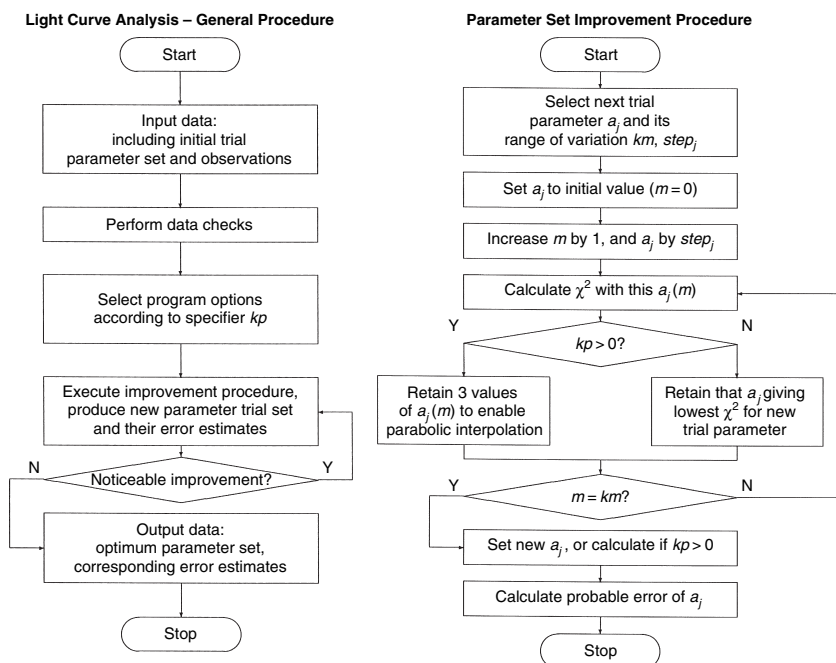 Light Curve Analysis – General Procedure
Start
Input data:
including initial trial
parameter set and observations
Perform data checks
Select program options
according to specifier kp
Execute improvement procedure,
produce new parameter trial set
and their error estimates
N
Noticeable improvement?
Y
Output data:
optimum parameter set,
corresponding error estimates
Stop
Parameter Set Improvement Procedure
Start
Select next trial
parameter aj and its
range of variation km, stepj
Set aj to initial value (m = 0)
Increase m by 1, and aj by stepj
Calculate χ2 with this aj(m)
Y
N
kp > 0?
Retain 3 values
of aj(m) to enable
parabolic interpolation
Retain that aj giving
lowest χ2 for new
trial parameter
Y
N
m = km?
Set new aj, or calculate if kp > 0
Calculate probable error of aj
Stop